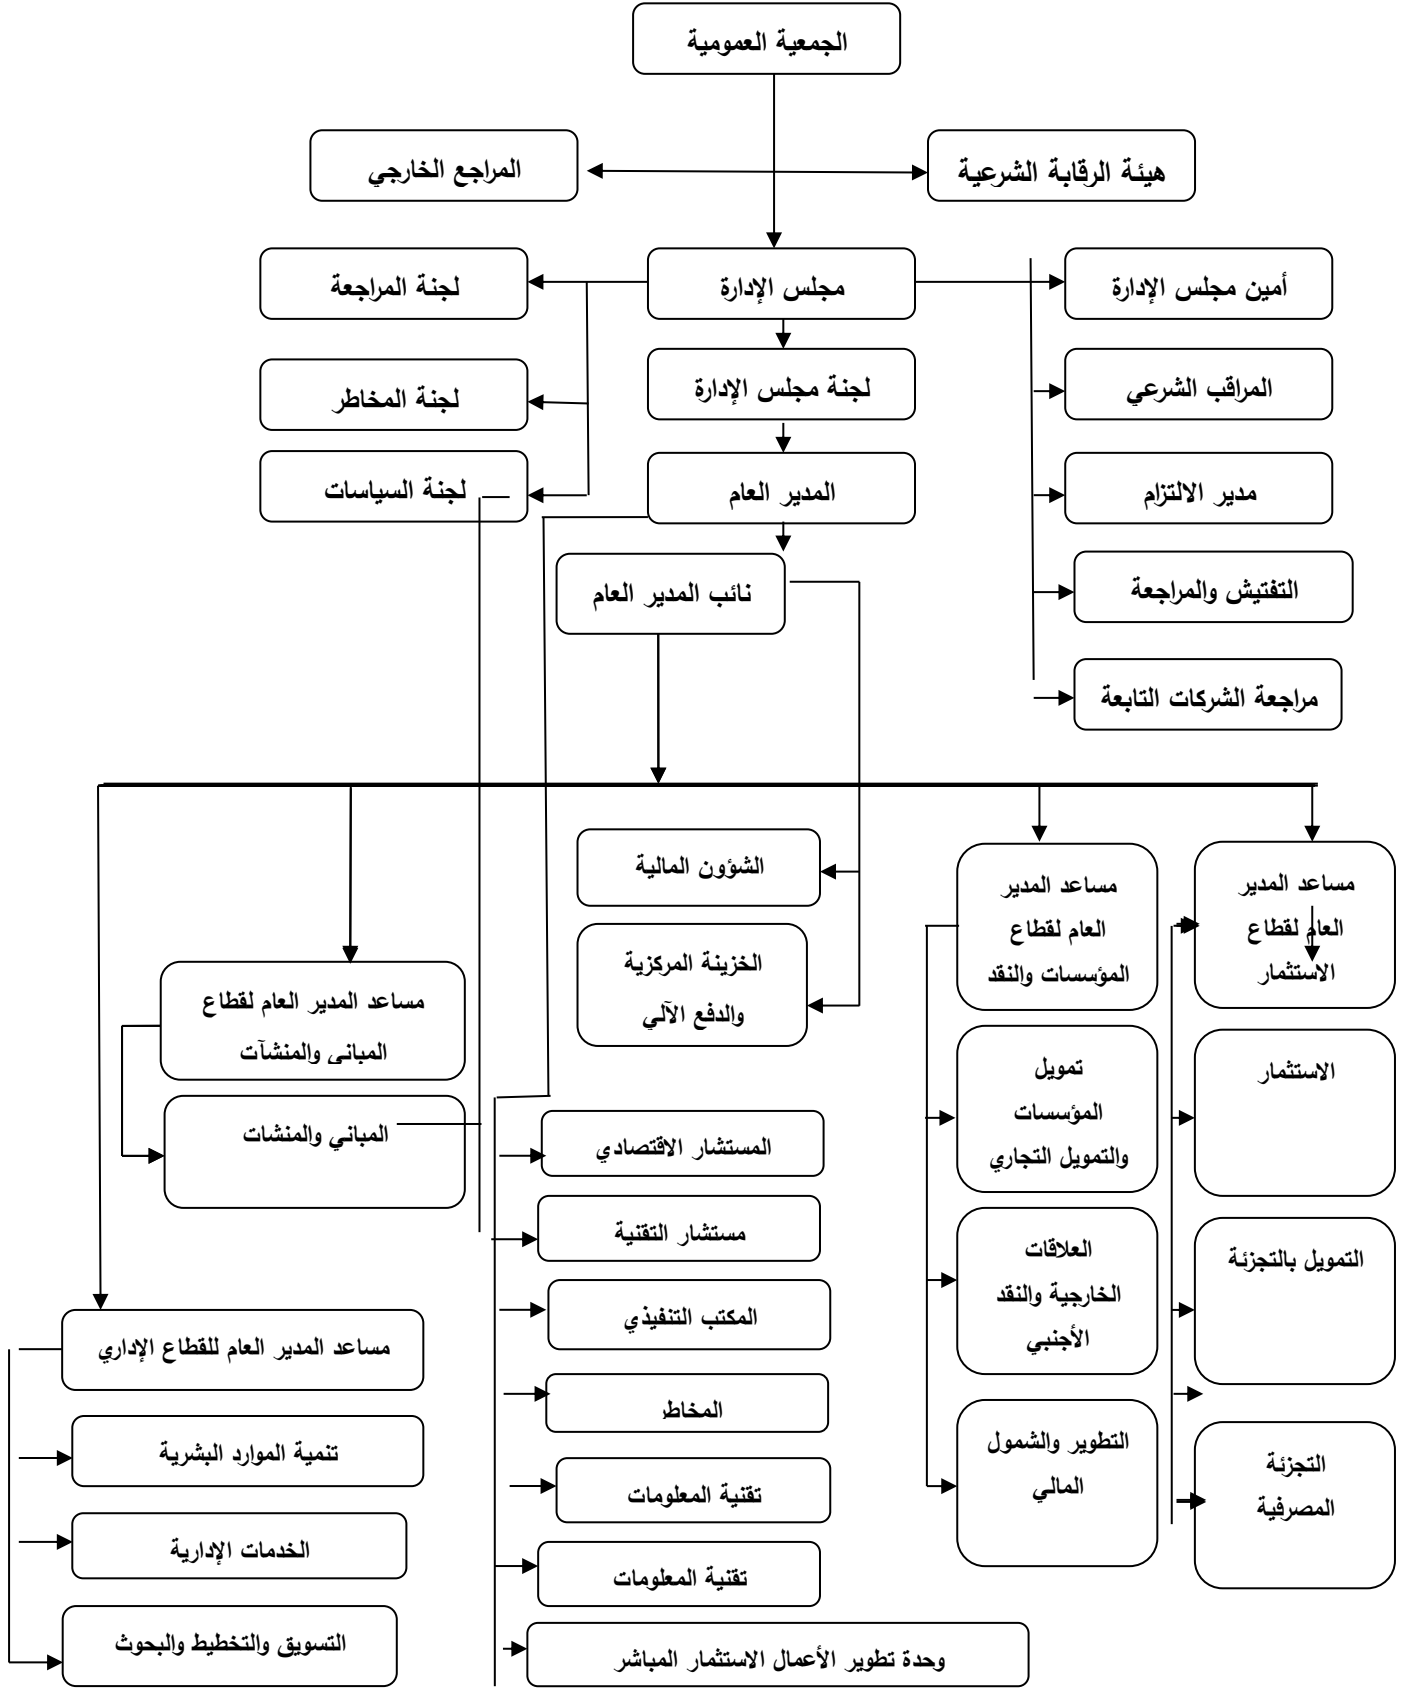 الجمعية العمومية
هيئة الرقابة الشرعية
المراجع الخارجي
أمين مجلس الإدارة
مجلس الإدارة
لجنة المراجعة
المراقب الشرعي
لجنة مجلس الإدارة
لجنة المخاطر
مدير الالتزام
المدير العام
لجنة السياسات
التفتيش والمراجعة
نائب المدير العام
مراجعة الشركات التابعة
مساعد المدير
العام لقطاع
الاستثمار
مساعد المدير
العام لقطاع
المؤسسات والنقد
الشؤون المالية
الخزينة المركزية
والدفع الآلي
مساعد المدير العام لقطاع
المباني والمنشآت
الاستثمار
تمويل
المؤسسات
والتمويل التجاري
المستشار الاقتصادي
المباني والمنشات
التمويل بالتجزئة
العلاقات
الخارجية والنقد
الأجنبي
مستشار التقنية
المكتب التنفيذي
مساعد المدير العام للقطاع الإداري
التجزئة
المصرفية
التطوير والشمول
المالي
المخاطر
تنمية الموارد البشرية
تقنية المعلومات
الخدمات الإدارية
تقنية المعلومات
التسويق والتخطيط والبحوث
وحدة تطوير الأعمال الاستثمار المباشر